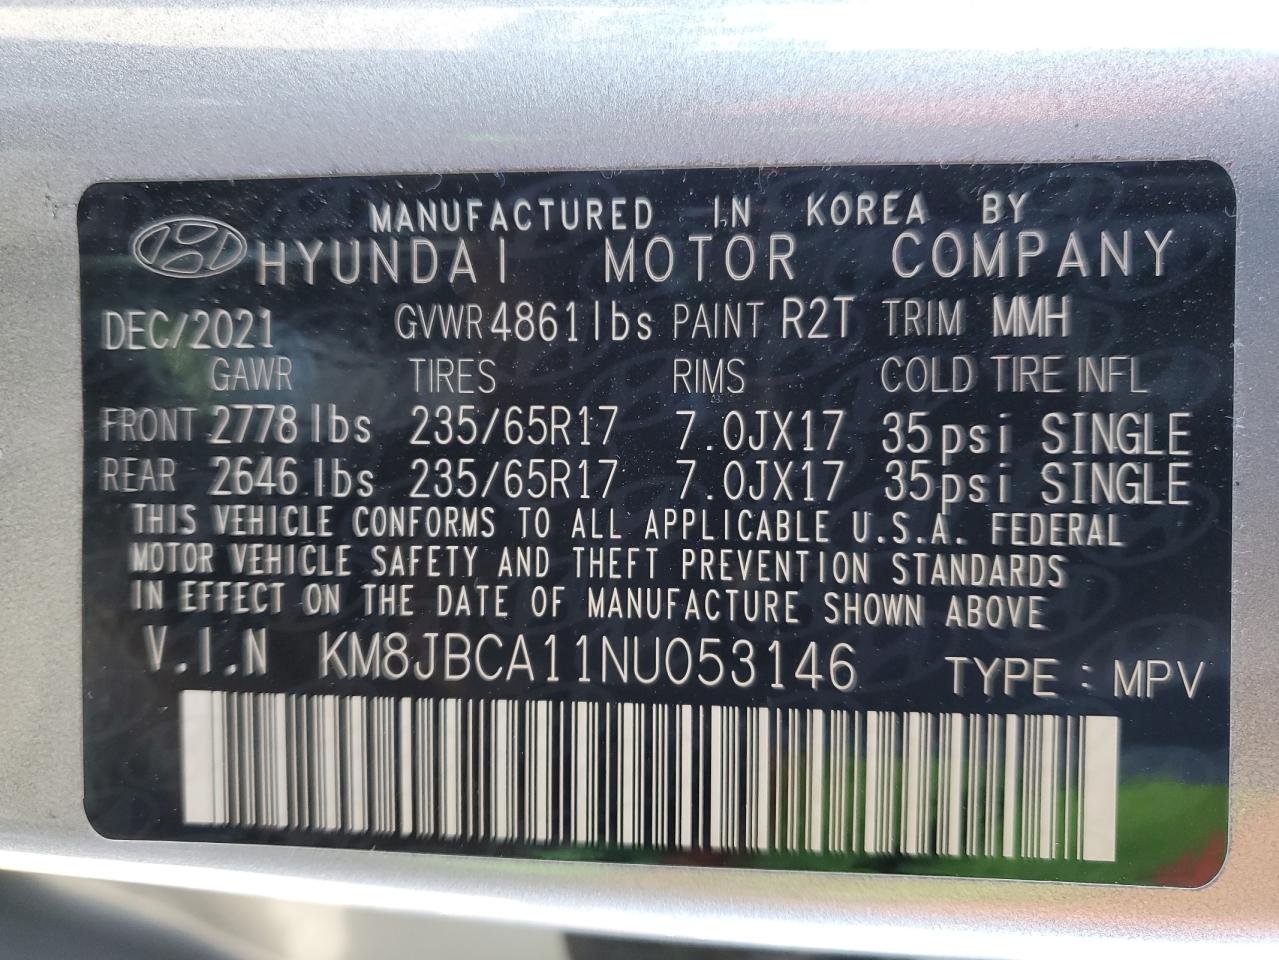 MANUFACTURED IN KOREA BY
HYUNDAI MOTOR COMPANY
DEC/2021 GVWR 4861 lbs PAINT R2T TRIM MMH
GAWR TIRES RIMS COLD TIRE INFL
FRONT 2778 lbs 235/65R17 7.0JX17 35psi SINGLE
REAR 2646 lbs 235/65R17 7.0JX17 35psi SINGLE
THIS VEHICLE CONFORMS TO ALL APPLICABLE U.S.A. FEDERAL
MOTOR VEHICLE SAFETY AND THEFT PREVENTION STANDARDS
IN EFFECT ON THE DATE OF MANUFACTURE SHOWN ABOVE
V.I.N KM8JBCA11NU053146 TYPE : MPV